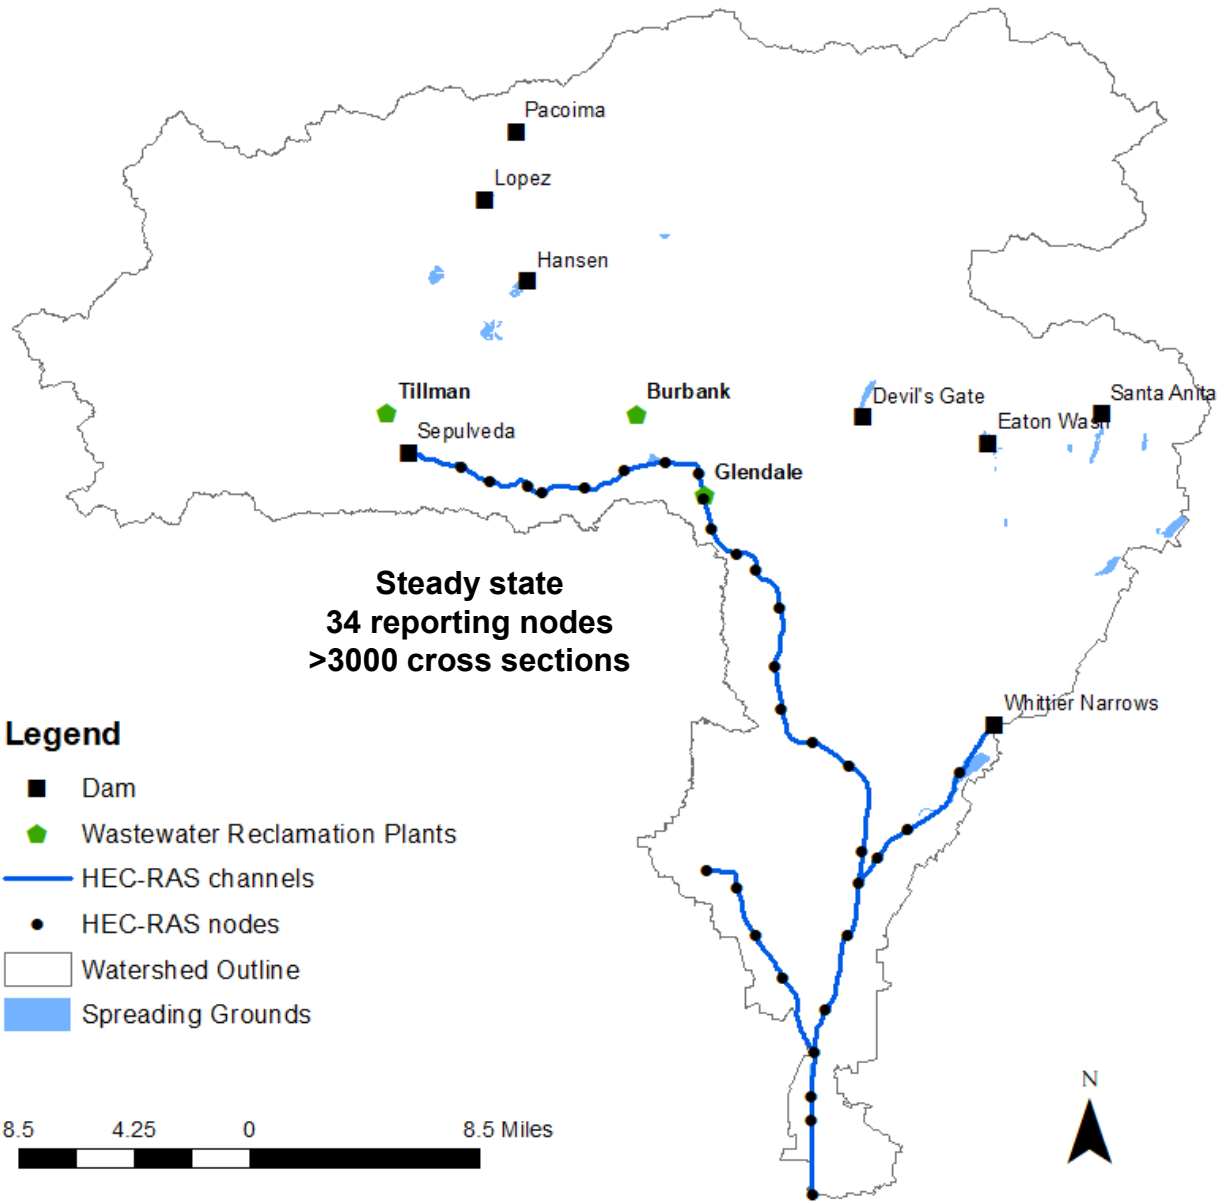 Pacoima
Lopez
Hansen
Tillman
Burbank
Devil's Gate
Santa Anita
Eaton Wash
Sepulveda
Glendale
Steady state
34 reporting nodes
>3000 cross sections
Whittier Narrows
Legend
Dam
Wastewater Reclamation Plants
HEC-RAS channels
HEC-RAS nodes
Watershed Outline
Spreading Grounds
N
8.5 4.25 0 8.5 Miles